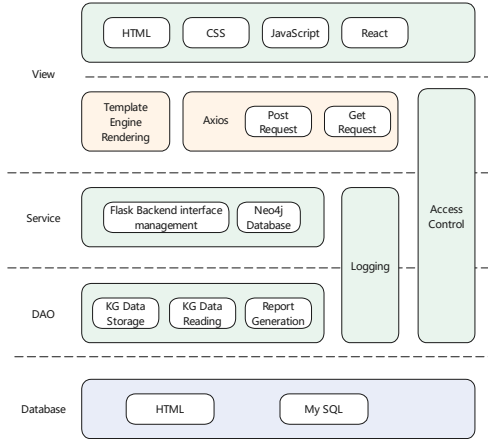 HTML
CSS
JavaScript
React
View
Template
Engine
Rendering
Axios
Post
Request
Get
Request
Service
Flask Backend interface
management
Neo4j
Database
Access
Control
Logging
DAO
KG Data
Storage
KG Data
Reading
Report
Generation
Database
HTML
My SQL